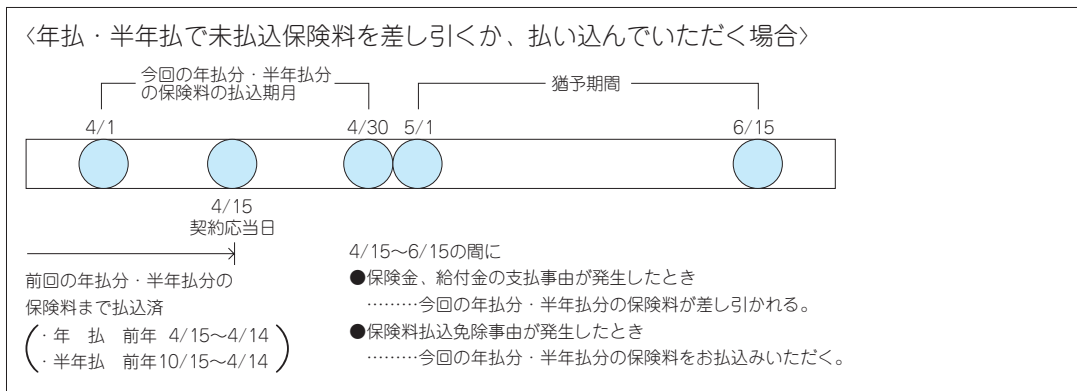 〈年払・半年払で未払込保険料を差し引くか、払い込んでいただく場合〉
今回の年払分・半年払分
の保険料の払込期月
猶予期間
4/1
4/30
5/1
6/15
4/15
契約応当日
前回の年払分・半年払分の
保険料まで払込済
・年　払　前年 4/15～4/14
・半年払　前年10/15～4/14
4/15～6/15の間に
●保険金、給付金の支払事由が発生したとき
………今回の年払分・半年払分の保険料が差し引かれる。
●保険料払込免除事由が発生したとき
………今回の年払分・半年払分の保険料をお払込みいただく。